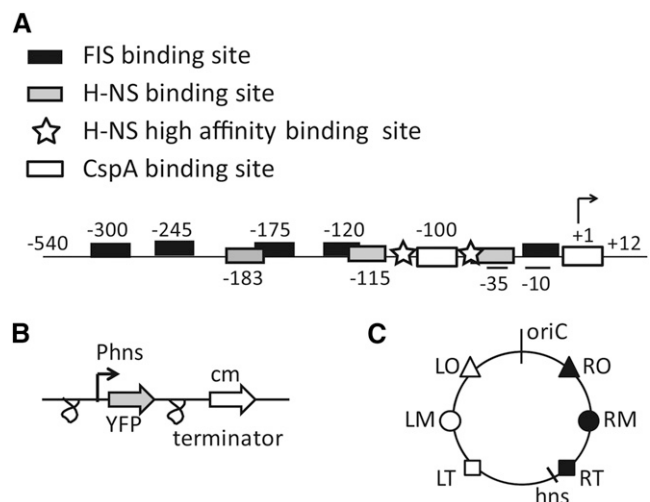 A
FIS binding site
H-NS binding site
H-NS high affinity binding site
CspA binding site
-540 -300 -245 -175 -120 -100 +1 +12
-183 -115 -35 -10
B
Phns
cm
YFP
terminator
C
oriC
LO RO
LM RM
LT RT
hns